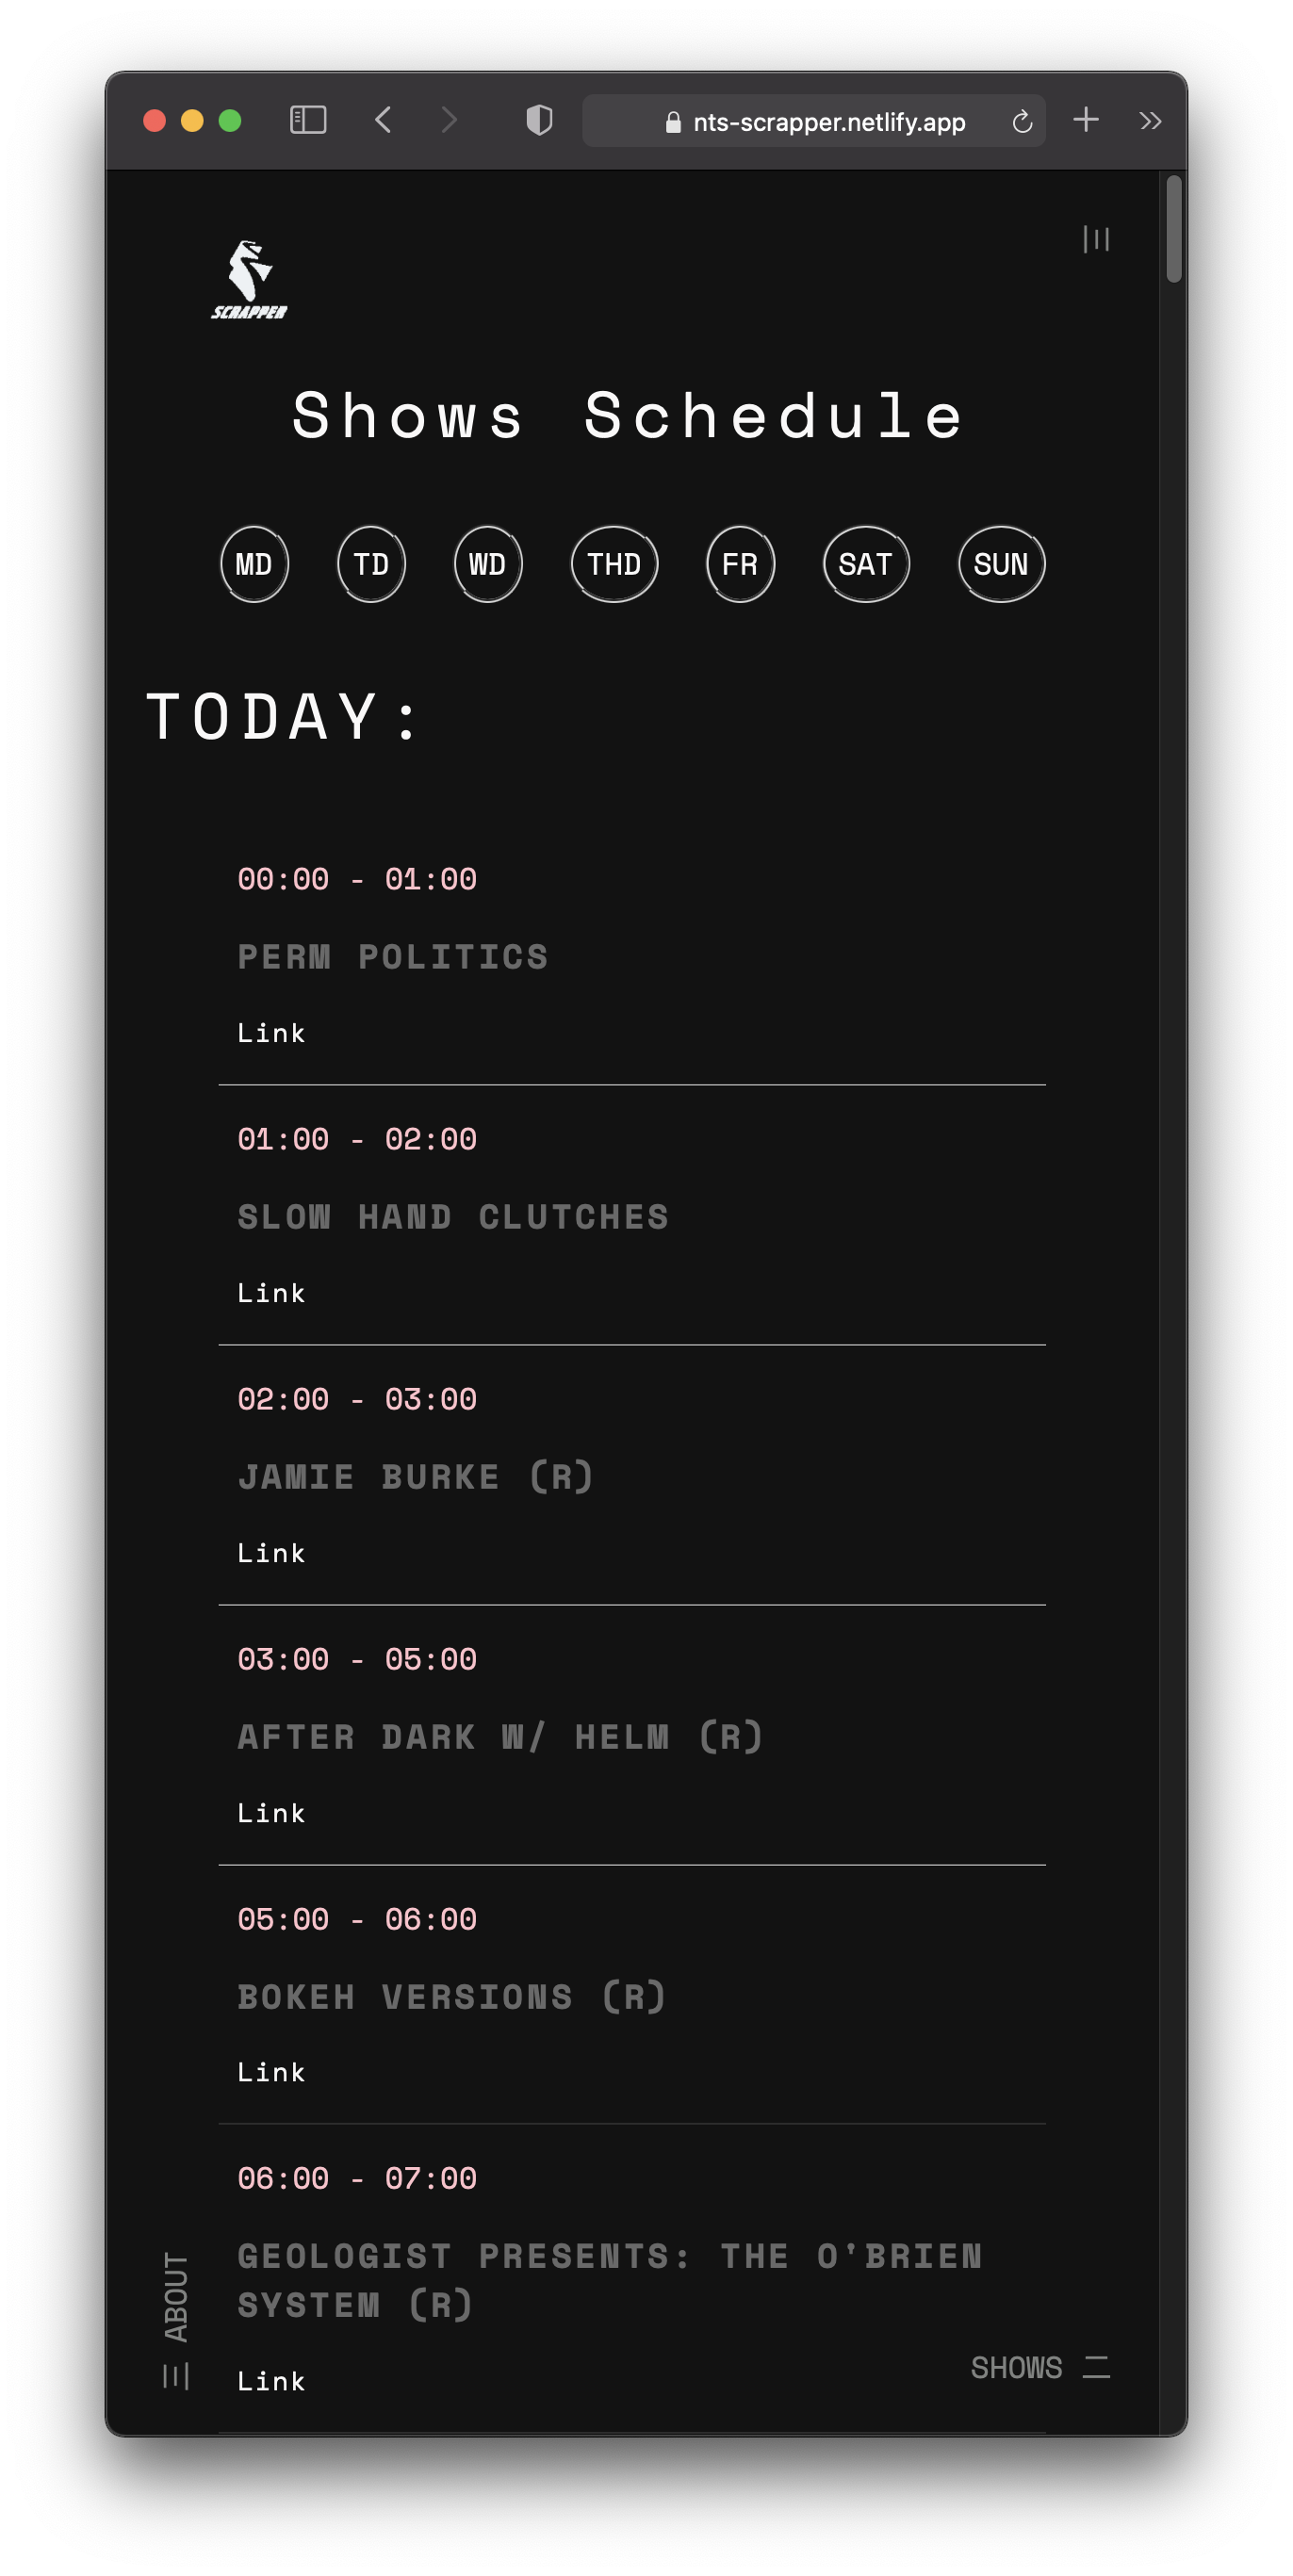 nts-scrapper.netlify.app
SCRAPPER
Shows Schedule
MD TD WD THD FR SAT SUN
TODAY:
00:00 - 01:00
PERM POLITICS
Link
01:00 - 02:00
SLOW HAND CLUTCHES
Link
02:00 - 03:00
JAMIE BURKE (R)
Link
03:00 - 05:00
AFTER DARK W/ HELM (R)
Link
05:00 - 06:00
BOKEH VERSIONS (R)
Link
06:00 - 07:00
GEOLOGIST PRESENTS: THE O'BRIEN
SYSTEM (R)
Link
ABOUT
SHOWS